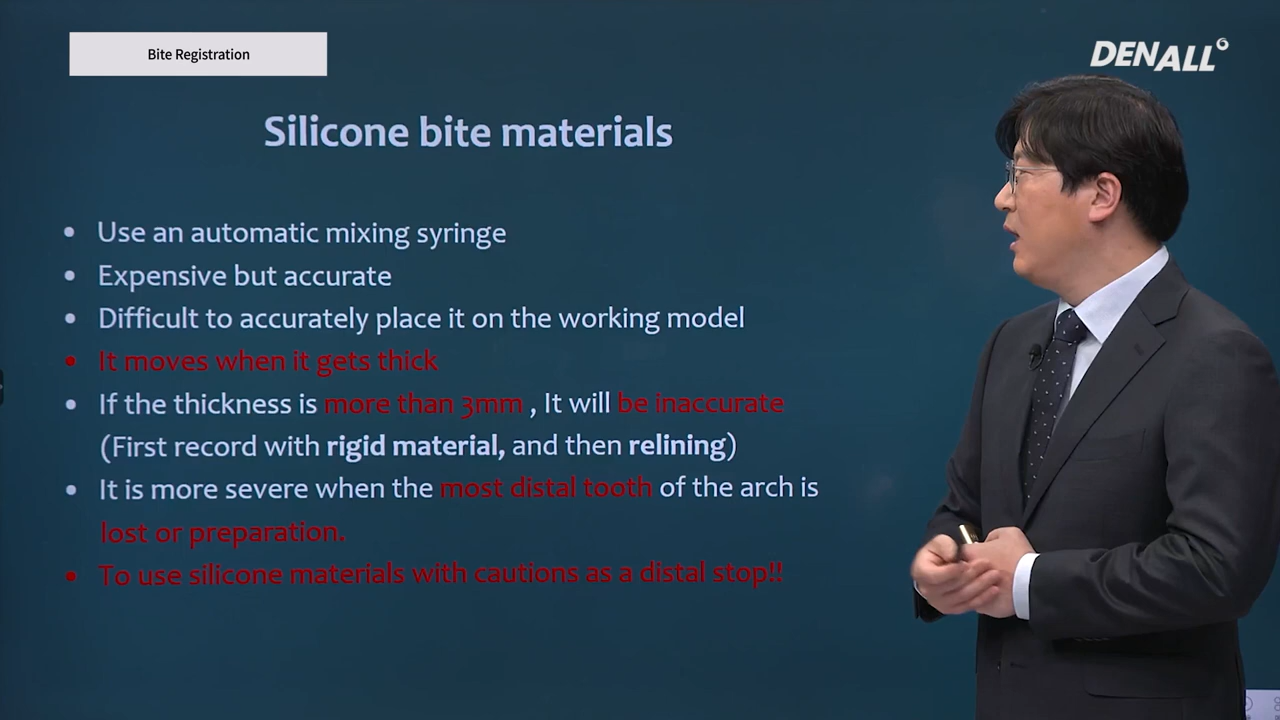 Bite Registration
DENALL
Silicone bite materials
• Use an automatic mixing syringe
• Expensive but accurate
• Difficult to accurately place it on the working model
• It moves when it gets thick
• If the thickness is more than 3mm , It will be inaccurate
(First record with rigid material, and then relining)
• It is more severe when the most distal tooth of the arch is
lost or preparation.
• To use silicone materials with cautions as a distal stop!!